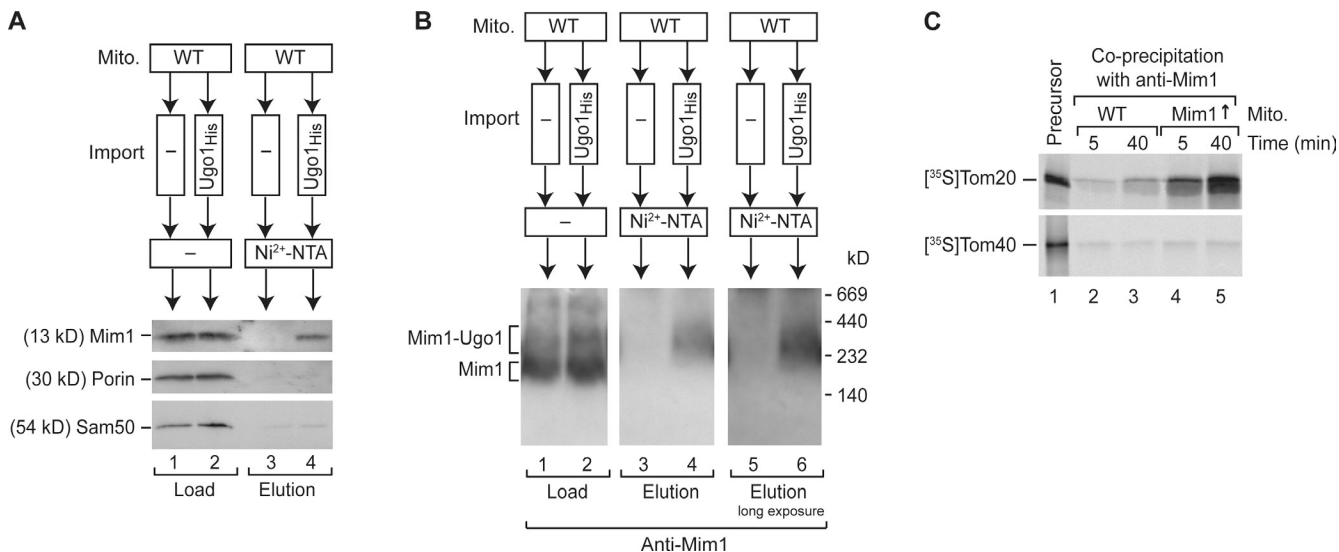 A
Mito.
WT
WT
Import
–
Ugo1His
–
Ugo1His
–
Ni2+-NTA
(13 kD) Mim1
(30 kD) Porin
(54 kD) Sam50
1 2 3 4
Load Elution
B
Mito.
WT
WT
WT
Import
–
Ugo1His
–
Ugo1His
–
Ugo1His
–
Ni2+-NTA
Ni2+-NTA
kD
669
440
232
140
Mim1-Ugo1
Mim1
1 2 3 4 5 6
Load Elution Elution
long exposure
Anti-Mim1
C
Co-precipitation
with anti-Mim1
Precursor
WT Mim1↑ Mito.
5 40 5 40 Time (min)
[35S]Tom20
[35S]Tom40
1 2 3 4 5